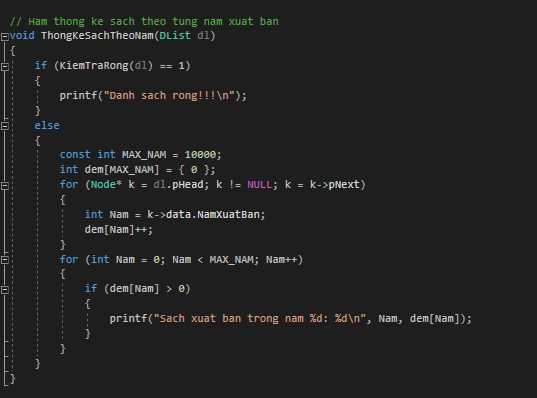 // Ham thong ke sach theo tung nam xuat ban
void ThongKeSachTheoNam(DList dl)
{
    if (KiemTraRong(dl) == 1)
    {
        printf("Danh sach rong!!!\n");
    }
    else
    {
        const int MAX_NAM = 10000;
        int dem[MAX_NAM] = { 0 };
        for (Node* k = dl.pHead; k != NULL; k = k->pNext)
        {
            int Nam = k->data.NamXuatBan;
            dem[Nam]++;
        }
        for (int Nam = 0; Nam < MAX_NAM; Nam++)
        {
            if (dem[Nam] > 0)
            {
                printf("Sach xuat ban trong nam %d: %d\n", Nam, dem[Nam]);
            }
        }
    }
}